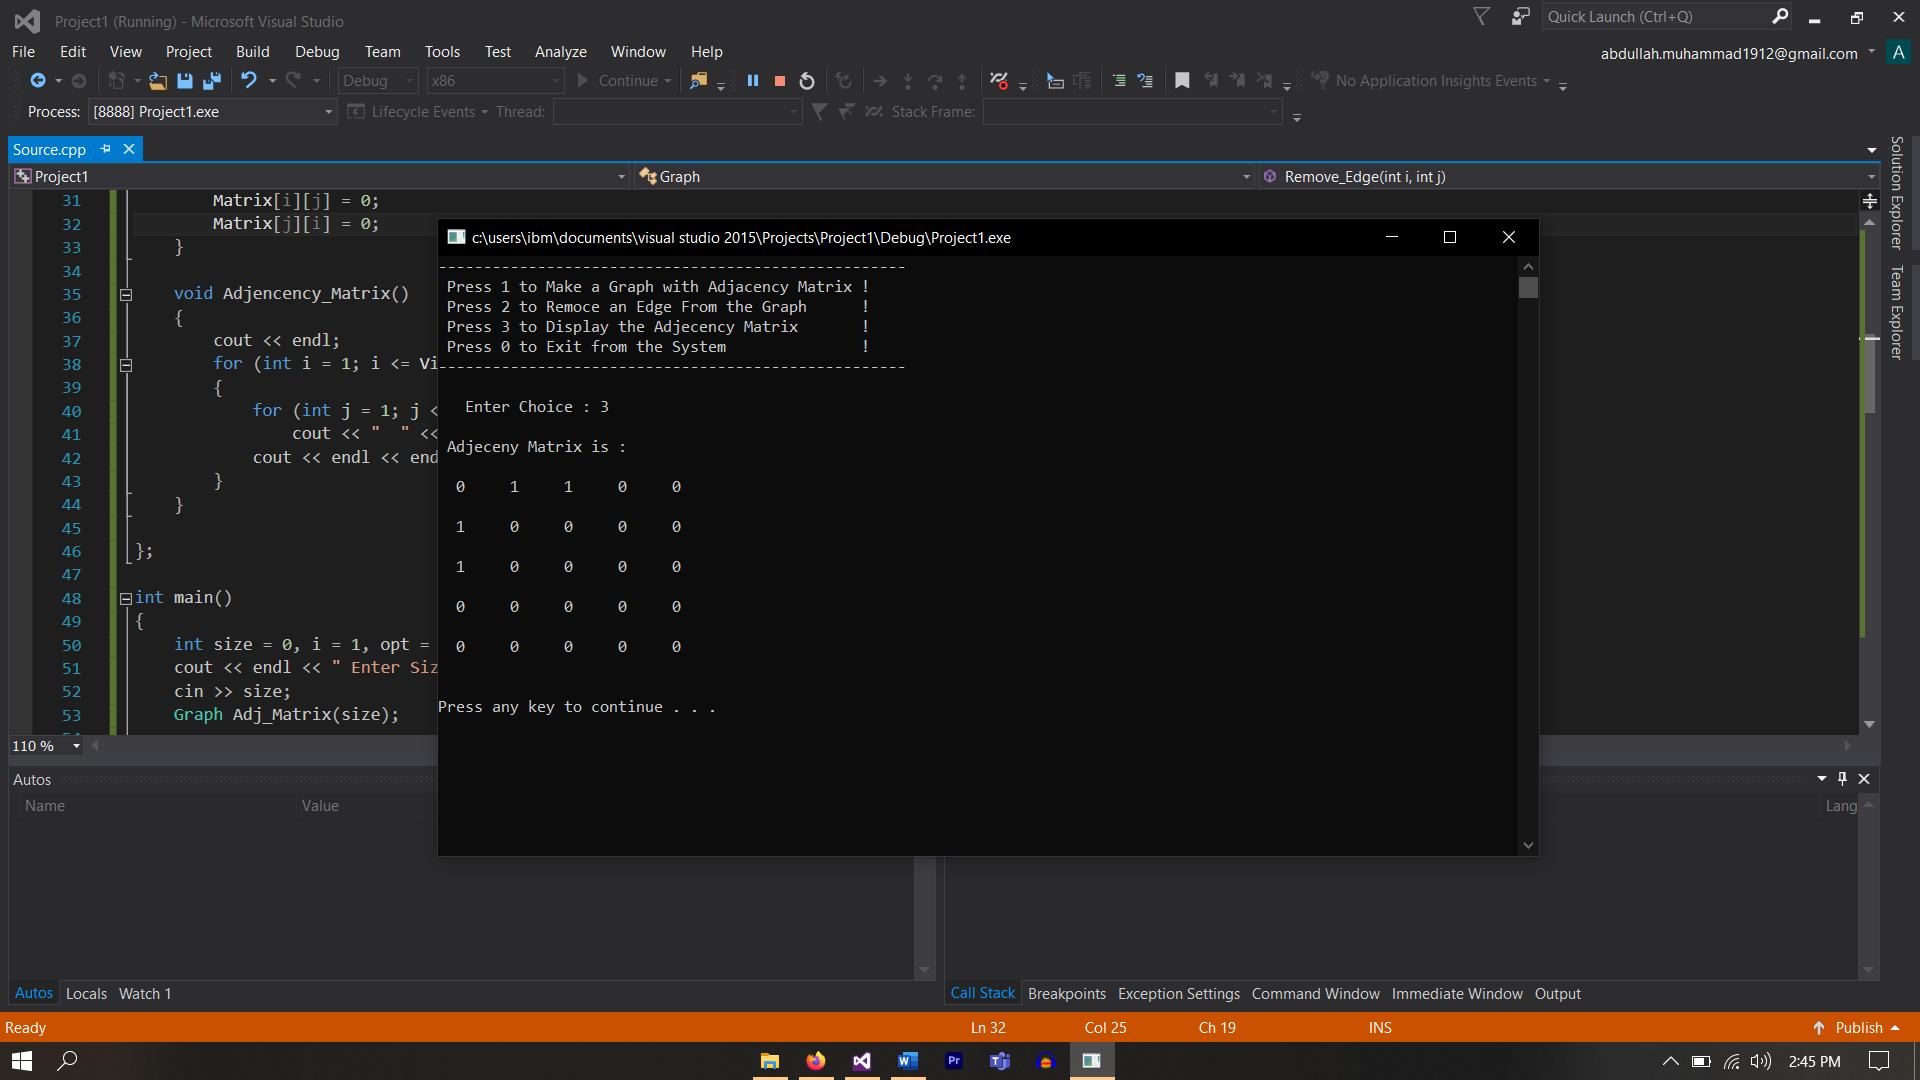 Project1 (Running) - Microsoft Visual Studio
Quick Launch (Ctrl+Q)
File Edit View Project Build Debug Team Tools Test Analyze Window Help
abdullah.muhammad1912@gmail.com A
Debug x86 Continue No Application Insights Events
Process: [8888] Project1.exe Lifecycle Events Thread: Stack Frame:
Source.cpp
Project1 Graph Remove_Edge(int i, int j)
31 Matrix[i][j] = 0;
32 Matrix[j][i] = 0;
33 }
34
35 void Adjencency_Matrix()
36 {
37 cout << endl;
38 for (int i = 1; i <= Vi
39 {
40 for (int j = 1; j <
41 cout << "  " <<
42 cout << endl << end
43 }
44 }
45
46 };
47
48 int main()
49 {
50 int size = 0, i = 1, opt =
51 cout << endl << " Enter Siz
52 cin >> size;
53 Graph Adj_Matrix(size);
110 %
c:\users\ibm\documents\visual studio 2015\Projects\Project1\Debug\Project1.exe
----------------------------------------------------
Press 1 to Make a Graph with Adjacency Matrix !
Press 2 to Remoce an Edge From the Graph !
Press 3 to Display the Adjecency Matrix !
Press 0 to Exit from the System !
----------------------------------------------------
Enter Choice : 3
Adjeceny Matrix is :
0 1 1 0 0
1 0 0 0 0
1 0 0 0 0
0 0 0 0 0
0 0 0 0 0
Press any key to continue . . .
Solution Explorer
Team Explorer
Autos
Name Value
Lang
Autos Locals Watch 1
Call Stack Breakpoints Exception Settings Command Window Immediate Window Output
Ready Ln 32 Col 25 Ch 19 INS Publish
W Pr T
2:45 PM